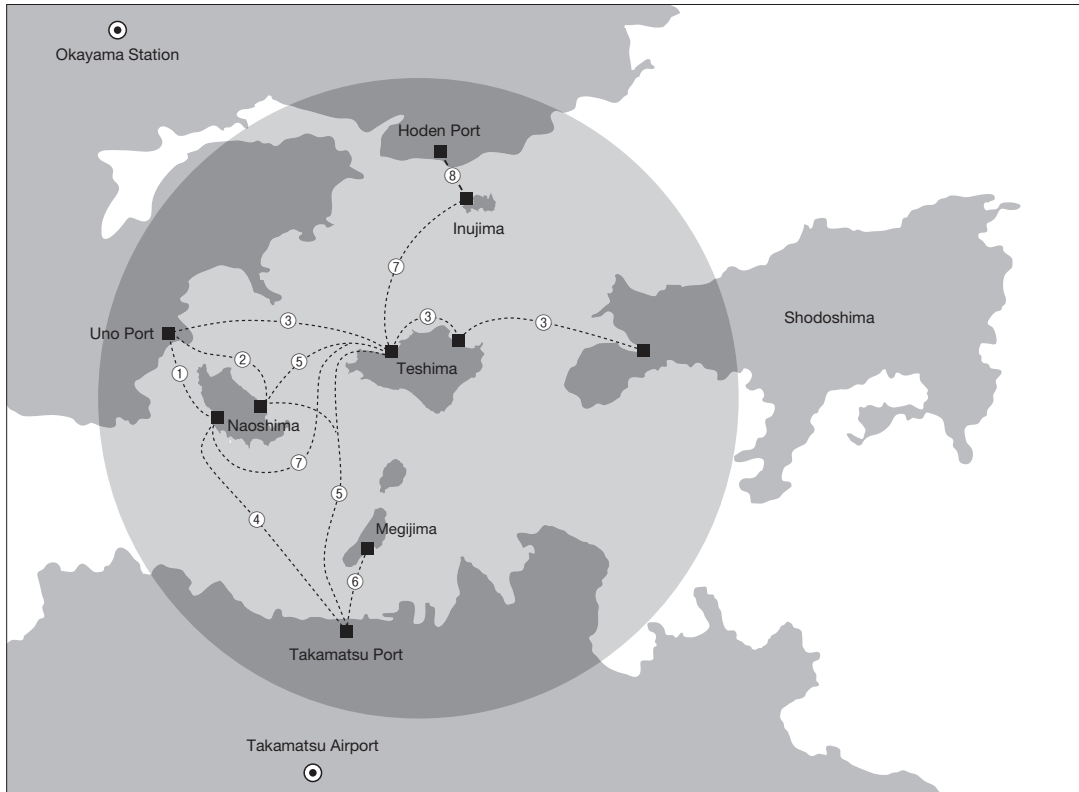 Okayama Station
Hoden Port
8
Inujima
7
Uno Port
3
3
3
Shodoshima
2
5
Teshima
1
Naoshima
7
5
4
Megijima
6
Takamatsu Port
Takamatsu Airport